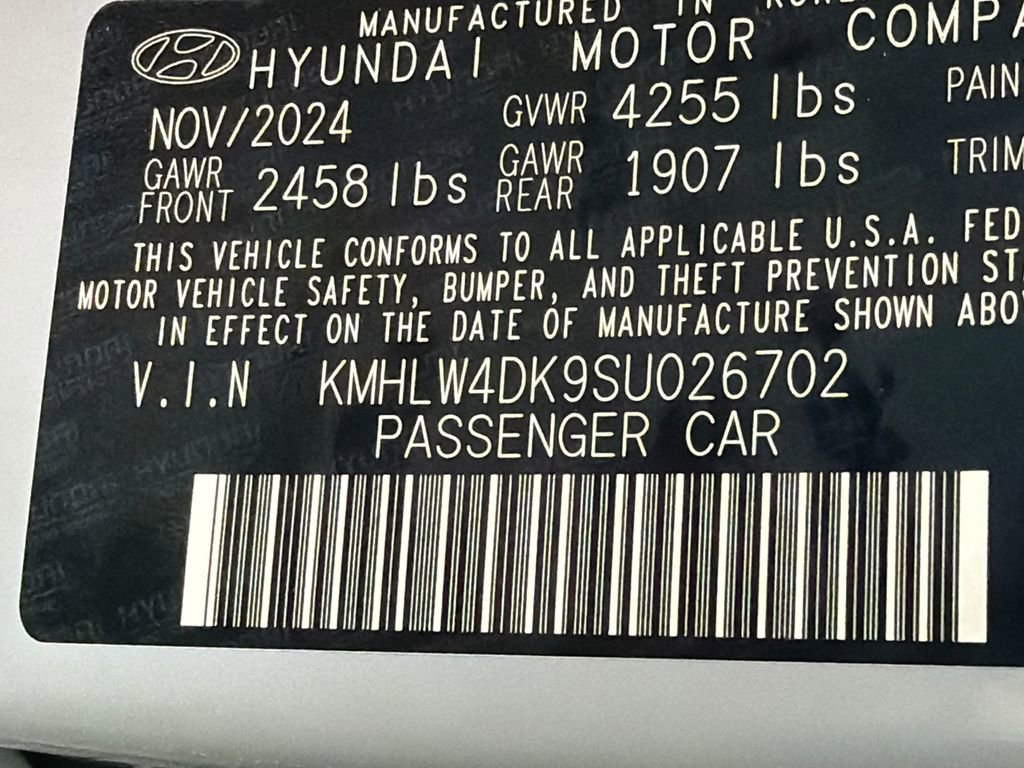 MANUFACTURED IN
HYUNDAI MOTOR COMPA
NOV/2024 GVWR 4255 lbs PAIN
GAWR FRONT 2458 lbs GAWR REAR 1907 lbs TRIM
THIS VEHICLE CONFORMS TO ALL APPLICABLE U.S.A. FED
MOTOR VEHICLE SAFETY, BUMPER, AND THEFT PREVENTION ST
IN EFFECT ON THE DATE OF MANUFACTURE SHOWN ABO
V.I.N KMHLW4DK9SU026702
PASSENGER CAR